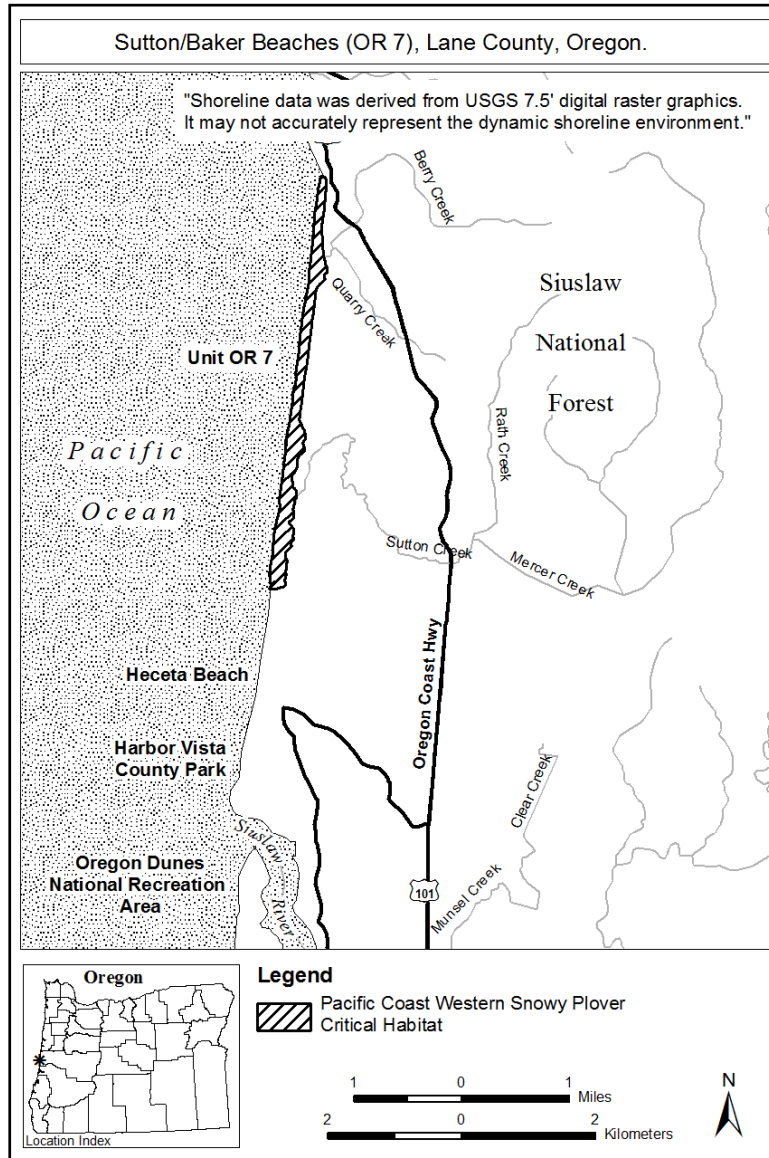 Sutton/Baker Beaches (OR 7), Lane County, Oregon.
"Shoreline data was derived from USGS 7.5' digital raster graphics.
It may not accurately represent the dynamic shoreline environment."
Berry Creek
Siuslaw
National
Forest
Quarry Creek
Unit OR 7
Rath Creek
Pacific
Ocean
Sutton Creek
Mercer Creek
Oregon Coast Hwy
Heceta Beach
Harbor Vista
County Park
Clear Creek
Siuslaw
River
Oregon Dunes
National Recreation
Area
101
Munsel Creek
Oregon
Location Index
Legend
Pacific Coast Western Snowy Plover
Critical Habitat
1 0 1
Miles
2 0 2
Kilometers
N